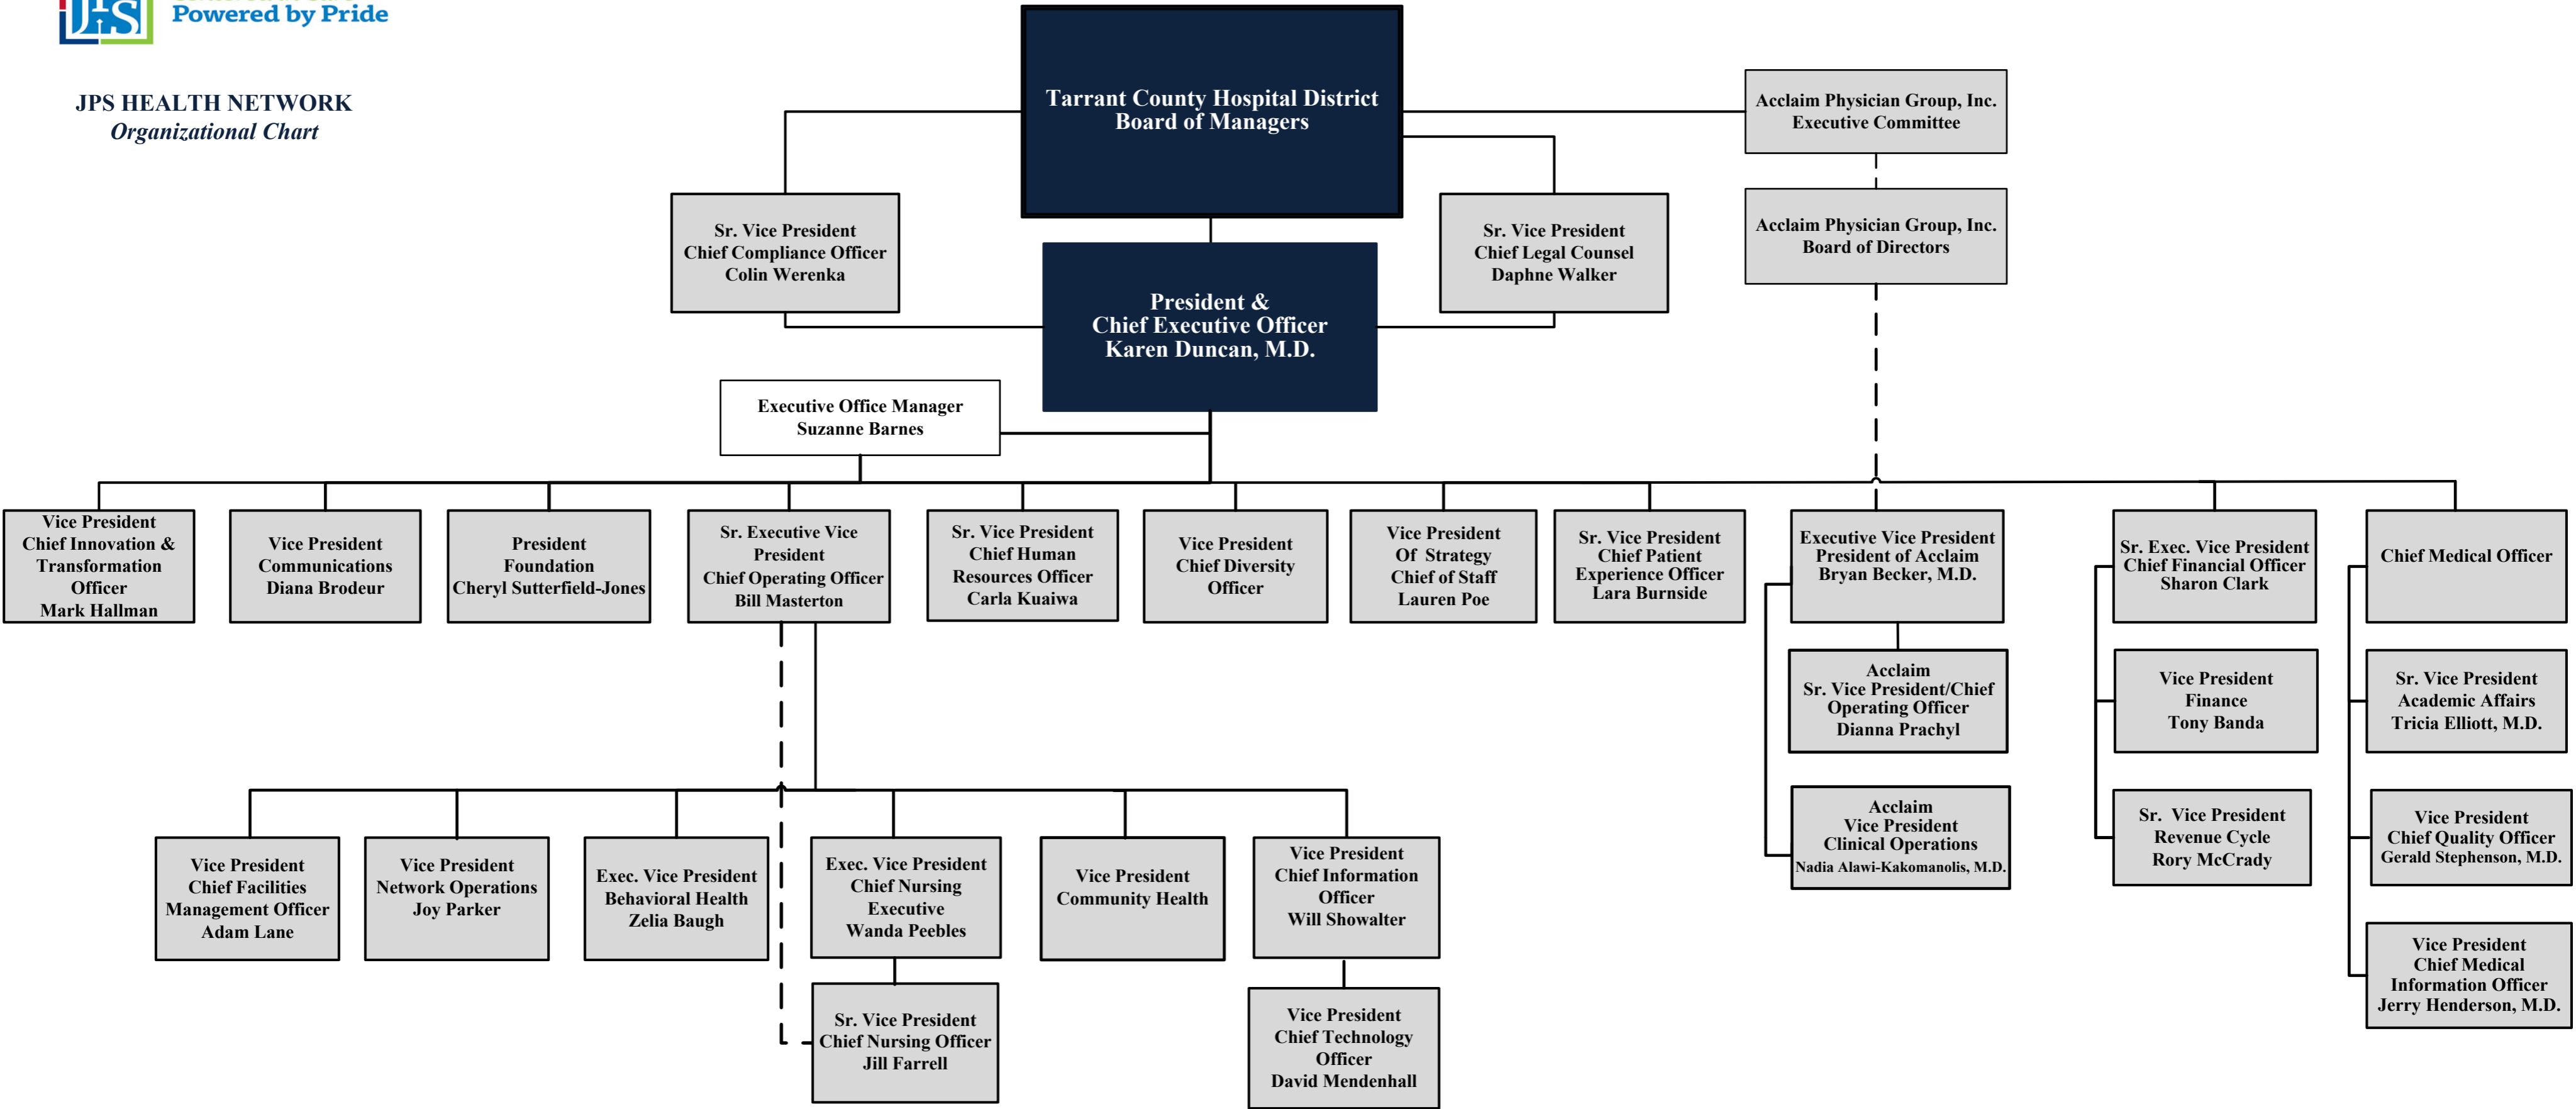 JPS
Powered by Pride
JPS HEALTH NETWORK
Organizational Chart
Tarrant County Hospital District
Board of Managers
Acclaim Physician Group, Inc.
Executive Committee
Sr. Vice President
Chief Compliance Officer
Colin Werenka
Sr. Vice President
Chief Legal Counsel
Daphne Walker
Acclaim Physician Group, Inc.
Board of Directors
President &
Chief Executive Officer
Karen Duncan, M.D.
Executive Office Manager
Suzanne Barnes
Vice President
Chief Innovation &
Transformation
Officer
Mark Hallman
Vice President
Communications
Diana Brodeur
President
Foundation
Cheryl Sutterfield-Jones
Sr. Executive Vice
President
Chief Operating Officer
Bill Masterton
Sr. Vice President
Chief Human
Resources Officer
Carla Kuaiwa
Vice President
Chief Diversity
Officer
Vice President
Of Strategy
Chief of Staff
Lauren Poe
Sr. Vice President
Chief Patient
Experience Officer
Lara Burnside
Executive Vice President
President of Acclaim
Bryan Becker, M.D.
Sr. Exec. Vice President
Chief Financial Officer
Sharon Clark
Chief Medical Officer
Acclaim
Sr. Vice President/Chief
Operating Officer
Dianna Prachyl
Vice President
Finance
Tony Banda
Sr. Vice President
Academic Affairs
Tricia Elliott, M.D.
Acclaim
Vice President
Clinical Operations
Nadia Alawi-Kakomanolis, M.D.
Sr. Vice President
Revenue Cycle
Rory McCrady
Vice President
Chief Quality Officer
Gerald Stephenson, M.D.
Vice President
Chief Facilities
Management Officer
Adam Lane
Vice President
Network Operations
Joy Parker
Exec. Vice President
Behavioral Health
Zelia Baugh
Exec. Vice President
Chief Nursing
Executive
Wanda Peebles
Vice President
Community Health
Vice President
Chief Information
Officer
Will Showalter
Vice President
Chief Medical
Information Officer
Jerry Henderson, M.D.
Sr. Vice President
Chief Nursing Officer
Jill Farrell
Vice President
Chief Technology
Officer
David Mendenhall